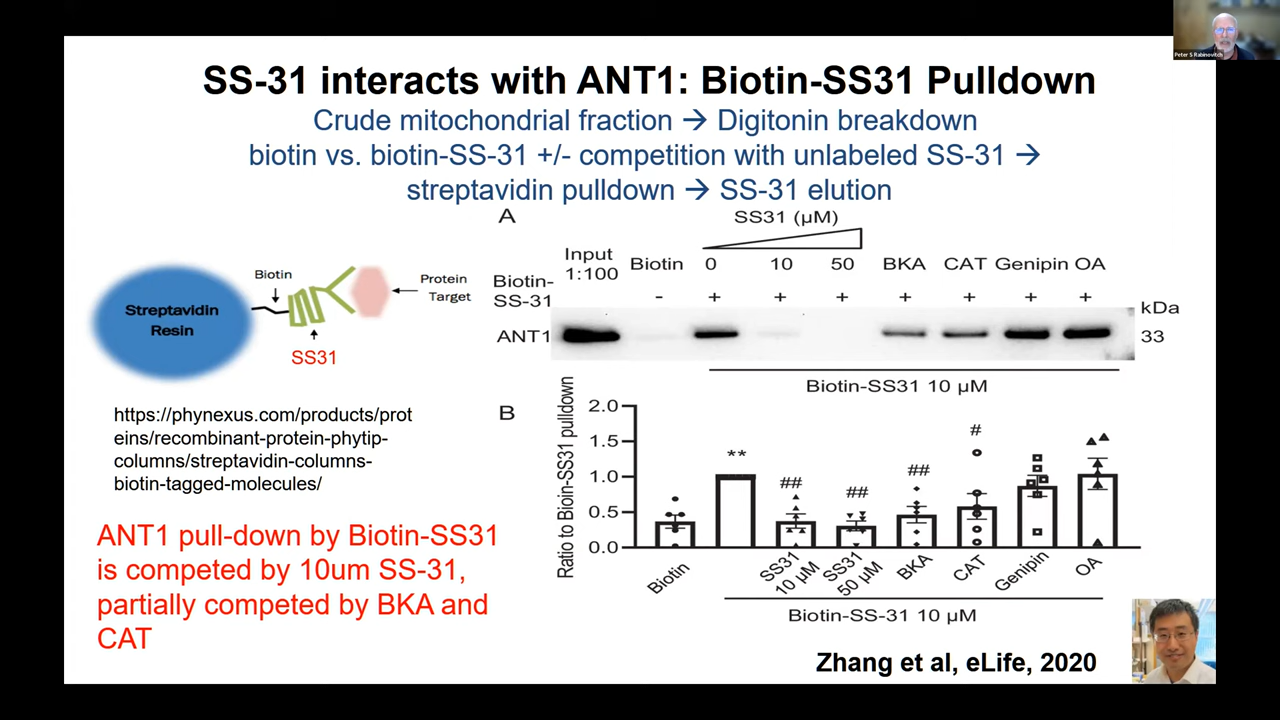 Peter S Rabinovitch
SS-31 interacts with ANT1: Biotin-SS31 Pulldown
Crude mitochondrial fraction → Digitonin breakdown
biotin vs. biotin-SS-31 +/- competition with unlabeled SS-31 →
streptavidin pulldown → SS-31 elution
Streptavidin
Resin
Biotin
Protein
Target
SS31
https://phynexus.com/products/prot
eins/recombinant-protein-phytip-
columns/streptavidin-columns-
biotin-tagged-molecules/
ANT1 pull-down by Biotin-SS31
is competed by 10um SS-31,
partially competed by BKA and
CAT
A
SS31 (µM)
Input
1:100
Biotin 0 10 50 BKA CAT Genipin OA
Biotin-
SS-31 - + + + + + + +
kDa
ANT1 33
Biotin-SS31 10 µM
B
Ratio to Bioin-SS31 pulldown
2.0
1.5
1.0
0.5
0.0
** ## ## ## #
Biotin
SS31
10 µM
SS31
50 µM
BKA
CAT
Genipin
OA
Biotin-SS-31 10 µM
Zhang et al, eLife, 2020